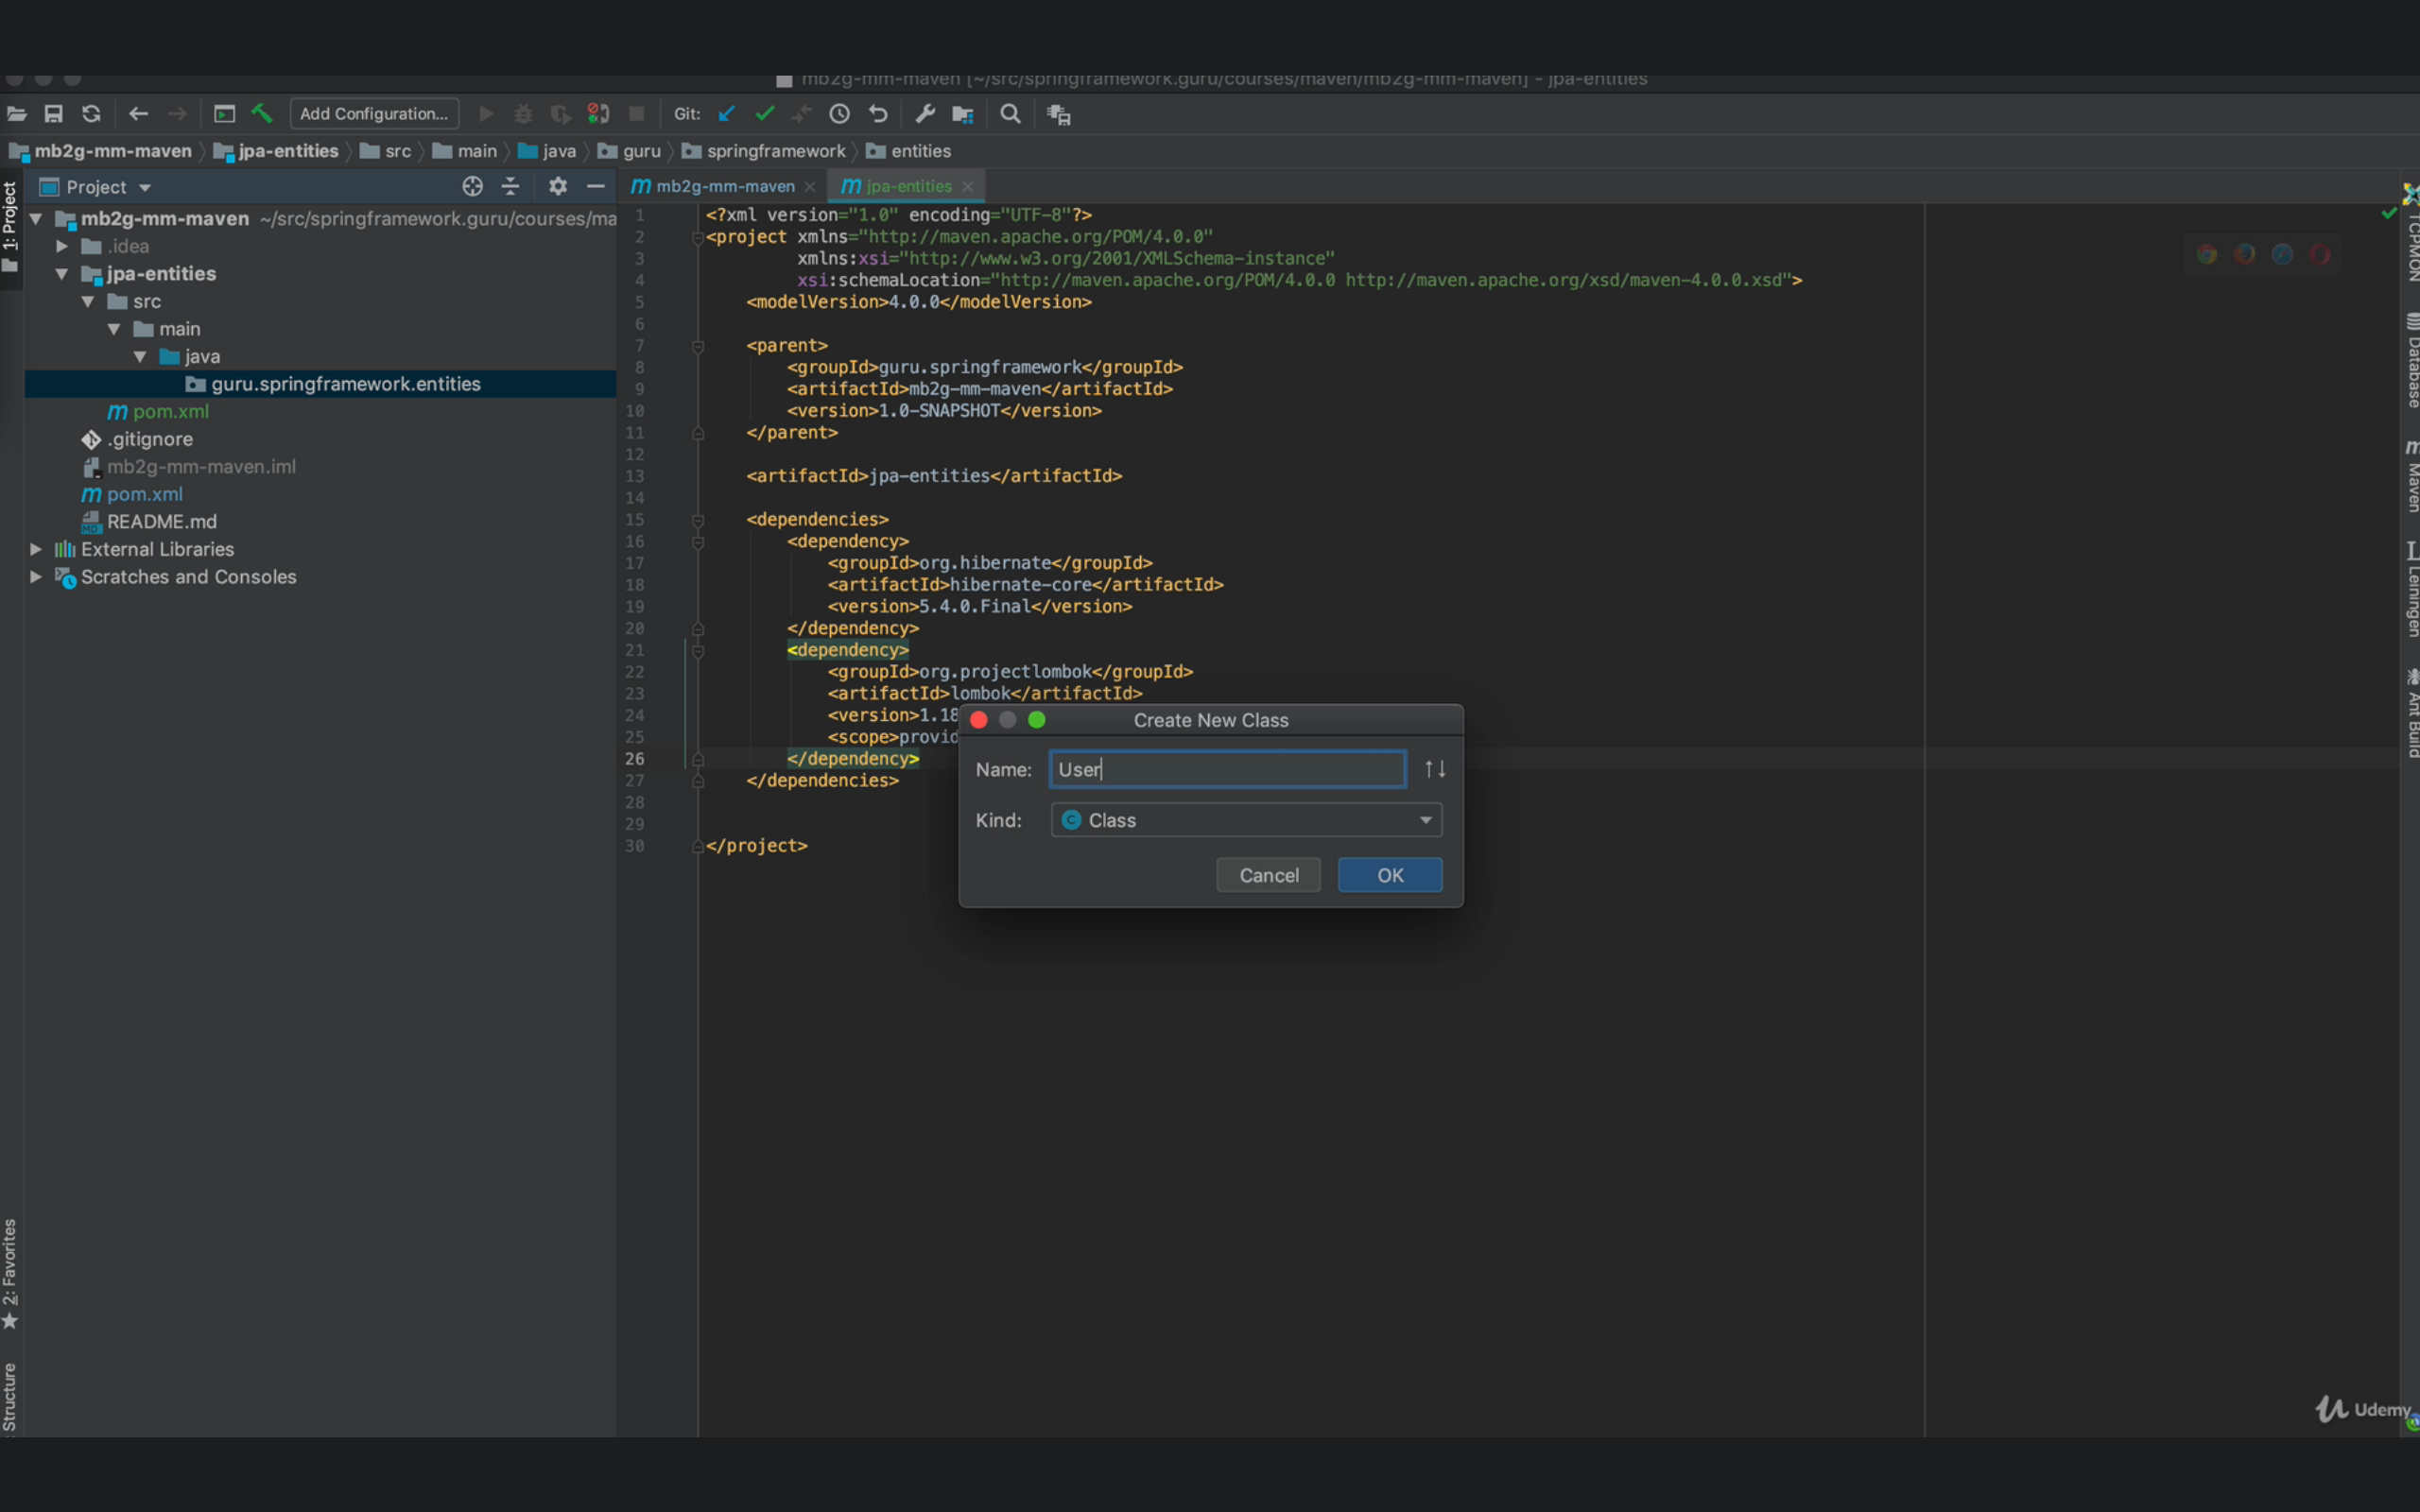 mb2g-mm-maven [~/src/springframework.guru/courses/maven/mb2g-mm-maven] - jpa-entities
Add Configuration...
Git:
mb2g-mm-maven
jpa-entities
src
main
java
guru
springframework
entities
1: Project
Project
mb2g-mm-maven
jpa-entities
mb2g-mm-maven ~/src/springframework.guru/courses/ma
.idea
jpa-entities
src
main
java
guru.springframework.entities
pom.xml
.gitignore
mb2g-mm-maven.iml
pom.xml
README.md
External Libraries
Scratches and Consoles
1 <?xml version="1.0" encoding="UTF-8"?>
2 <project xmlns="http://maven.apache.org/POM/4.0.0"
3 xmlns:xsi="http://www.w3.org/2001/XMLSchema-instance"
4 xsi:schemaLocation="http://maven.apache.org/POM/4.0.0 http://maven.apache.org/xsd/maven-4.0.0.xsd">
5 <modelVersion>4.0.0</modelVersion>
6
7 <parent>
8 <groupId>guru.springframework</groupId>
9 <artifactId>mb2g-mm-maven</artifactId>
10 <version>1.0-SNAPSHOT</version>
11 </parent>
12
13 <artifactId>jpa-entities</artifactId>
14
15 <dependencies>
16 <dependency>
17 <groupId>org.hibernate</groupId>
18 <artifactId>hibernate-core</artifactId>
19 <version>5.4.0.Final</version>
20 </dependency>
21 <dependency>
22 <groupId>org.projectlombok</groupId>
23 <artifactId>lombok</artifactId>
24 <version>1.18
25 <scope>provid
26 </dependency>
27 </dependencies>
28
29
30 </project>
Create New Class
Name: User
Kind: Class
Cancel
OK
TCPMON
Database
Maven
Leiningen
Ant Build
2: Favorites
Structure
Udemy